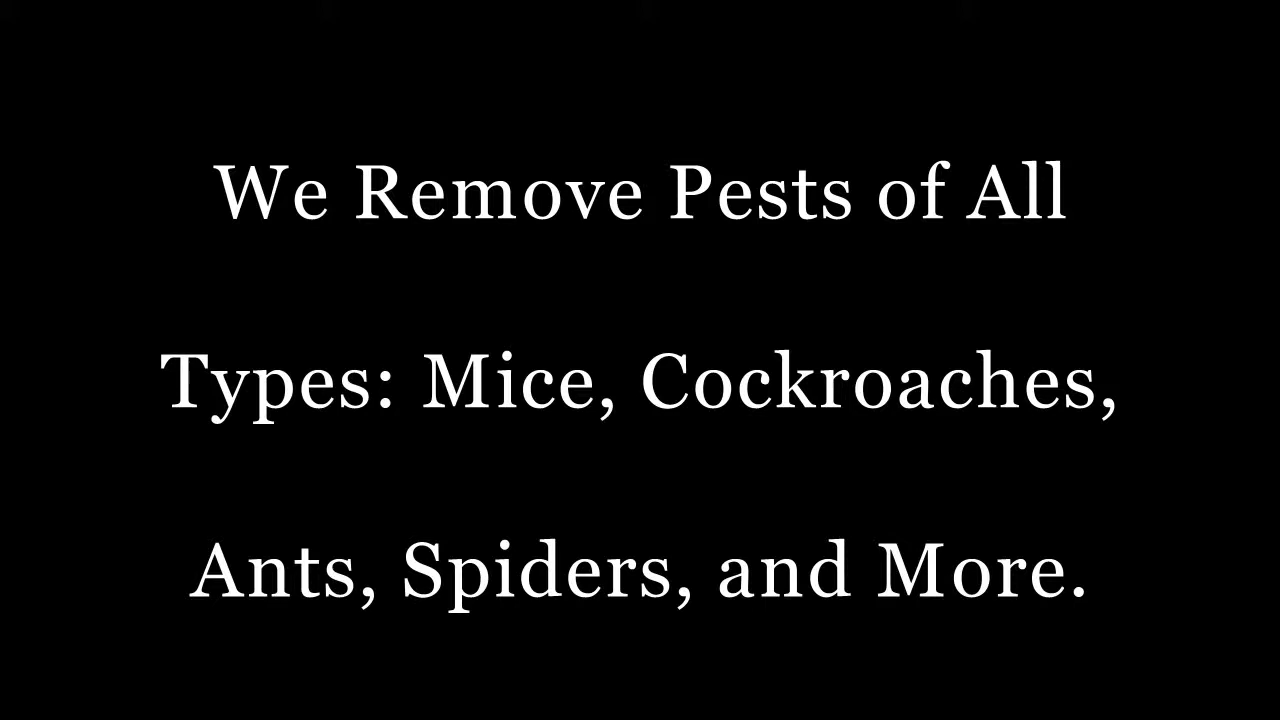 We Remove Pests of All
Types: Mice, Cockroaches,
Ants, Spiders, and More.